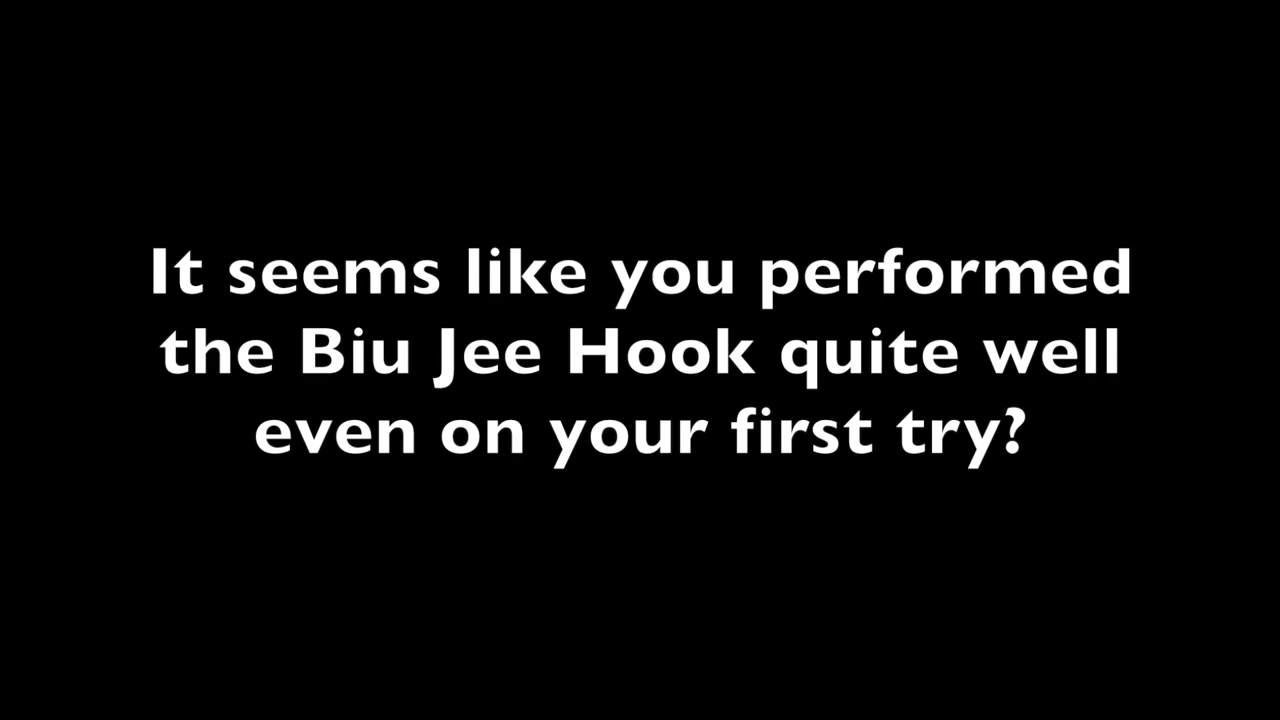 It seems like you performed
the Biu Jee Hook quite well
even on your first try?